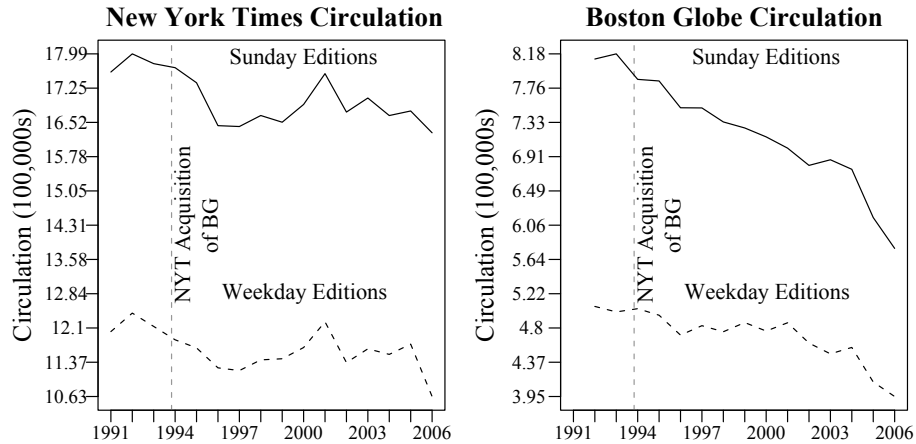 New York Times Circulation
Circulation (100,000s)
17.99
17.25
16.52
15.78
15.05
14.31
13.58
12.84
12.1
11.37
10.63
Sunday Editions
NYT Acquisition
of BG
Weekday Editions
1991 1994 1997 2000 2003 2006
Boston Globe Circulation
Circulation (100,000s)
8.18
7.76
7.33
6.91
6.49
6.06
5.64
5.22
4.8
4.37
3.95
Sunday Editions
NYT Acquisition
of BG
Weekday Editions
1991 1994 1997 2000 2003 2006